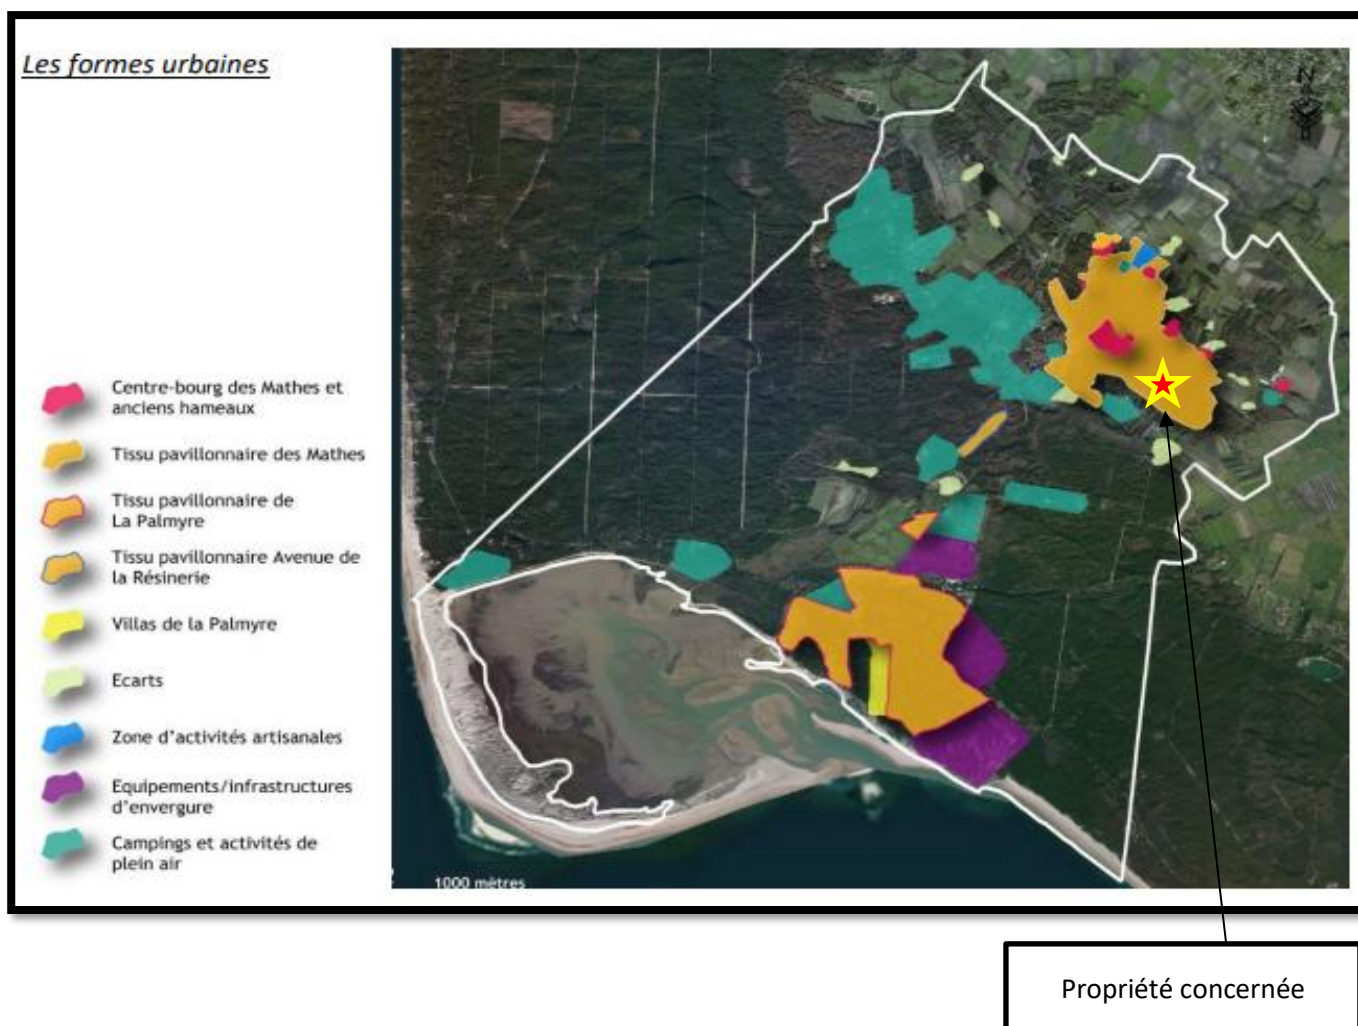 Les formes urbaines
Centre-bourg des Mathes et
anciens hameaux
Tissu pavillonnaire des Mathes
Tissu pavillonnaire de
La Palmyre
Tissu pavillonnaire Avenue de
la Résinerie
Villas de la Palmyre
Ecarts
Zone d'activités artisanales
Equipements/infrastructures
d'envergure
Campings et activités de
plein air
N
1000 mètres
Propriété concernée